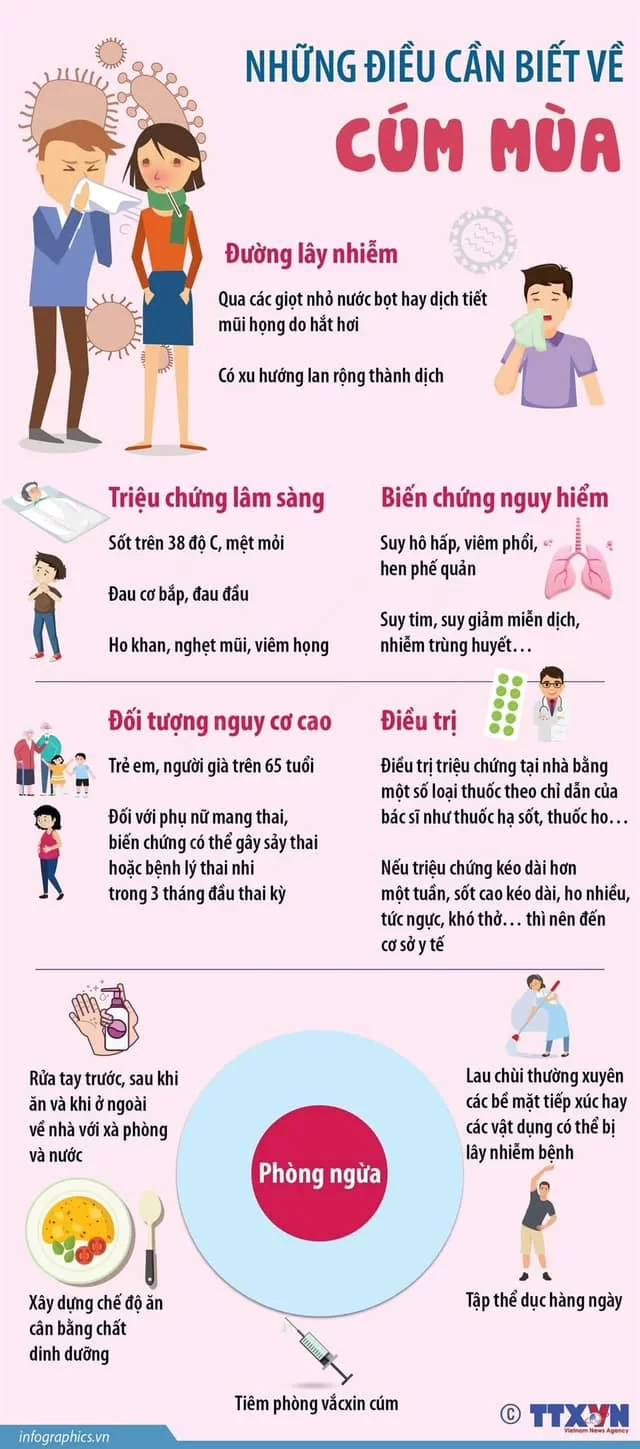 NHỮNG ĐIỀU CẦN BIẾT VỀ
CÚM MÙA
Đường lây nhiễm
Qua các giọt nhỏ nước bọt hay dịch tiết
mũi họng do hắt hơi
Có xu hướng lan rộng thành dịch
Triệu chứng lâm sàng
Sốt trên 38 độ C, mệt mỏi
Đau cơ bắp, đau đầu
Ho khan, nghẹt mũi, viêm họng
Biến chứng nguy hiểm
Suy hô hấp, viêm phổi,
hen phế quản
Suy tim, suy giảm miễn dịch,
nhiễm trùng huyết...
Đối tượng nguy cơ cao
Trẻ em, người già trên 65 tuổi
Đối với phụ nữ mang thai,
biến chứng có thể gây sảy thai
hoặc bệnh lý thai nhi
trong 3 tháng đầu thai kỳ
Điều trị
Điều trị triệu chứng tại nhà bằng
một số loại thuốc theo chỉ dẫn của
bác sĩ như thuốc hạ sốt, thuốc ho...
Nếu triệu chứng kéo dài hơn
một tuần, sốt cao kéo dài, ho nhiều,
tức ngực, khó thở... thì nên đến
cơ sở y tế
Phòng ngừa
Rửa tay trước, sau khi
ăn và khi ở ngoài
về nhà với xà phòng
và nước
Lau chùi thường xuyên
các bề mặt tiếp xúc hay
các vật dụng có thể bị
lây nhiễm bệnh
Xây dựng chế độ ăn
cân bằng chất
dinh dưỡng
Tập thể dục hàng ngày
Tiêm phòng vắcxin cúm
© TTXVN
Vietnam News Agency
infographics.vn